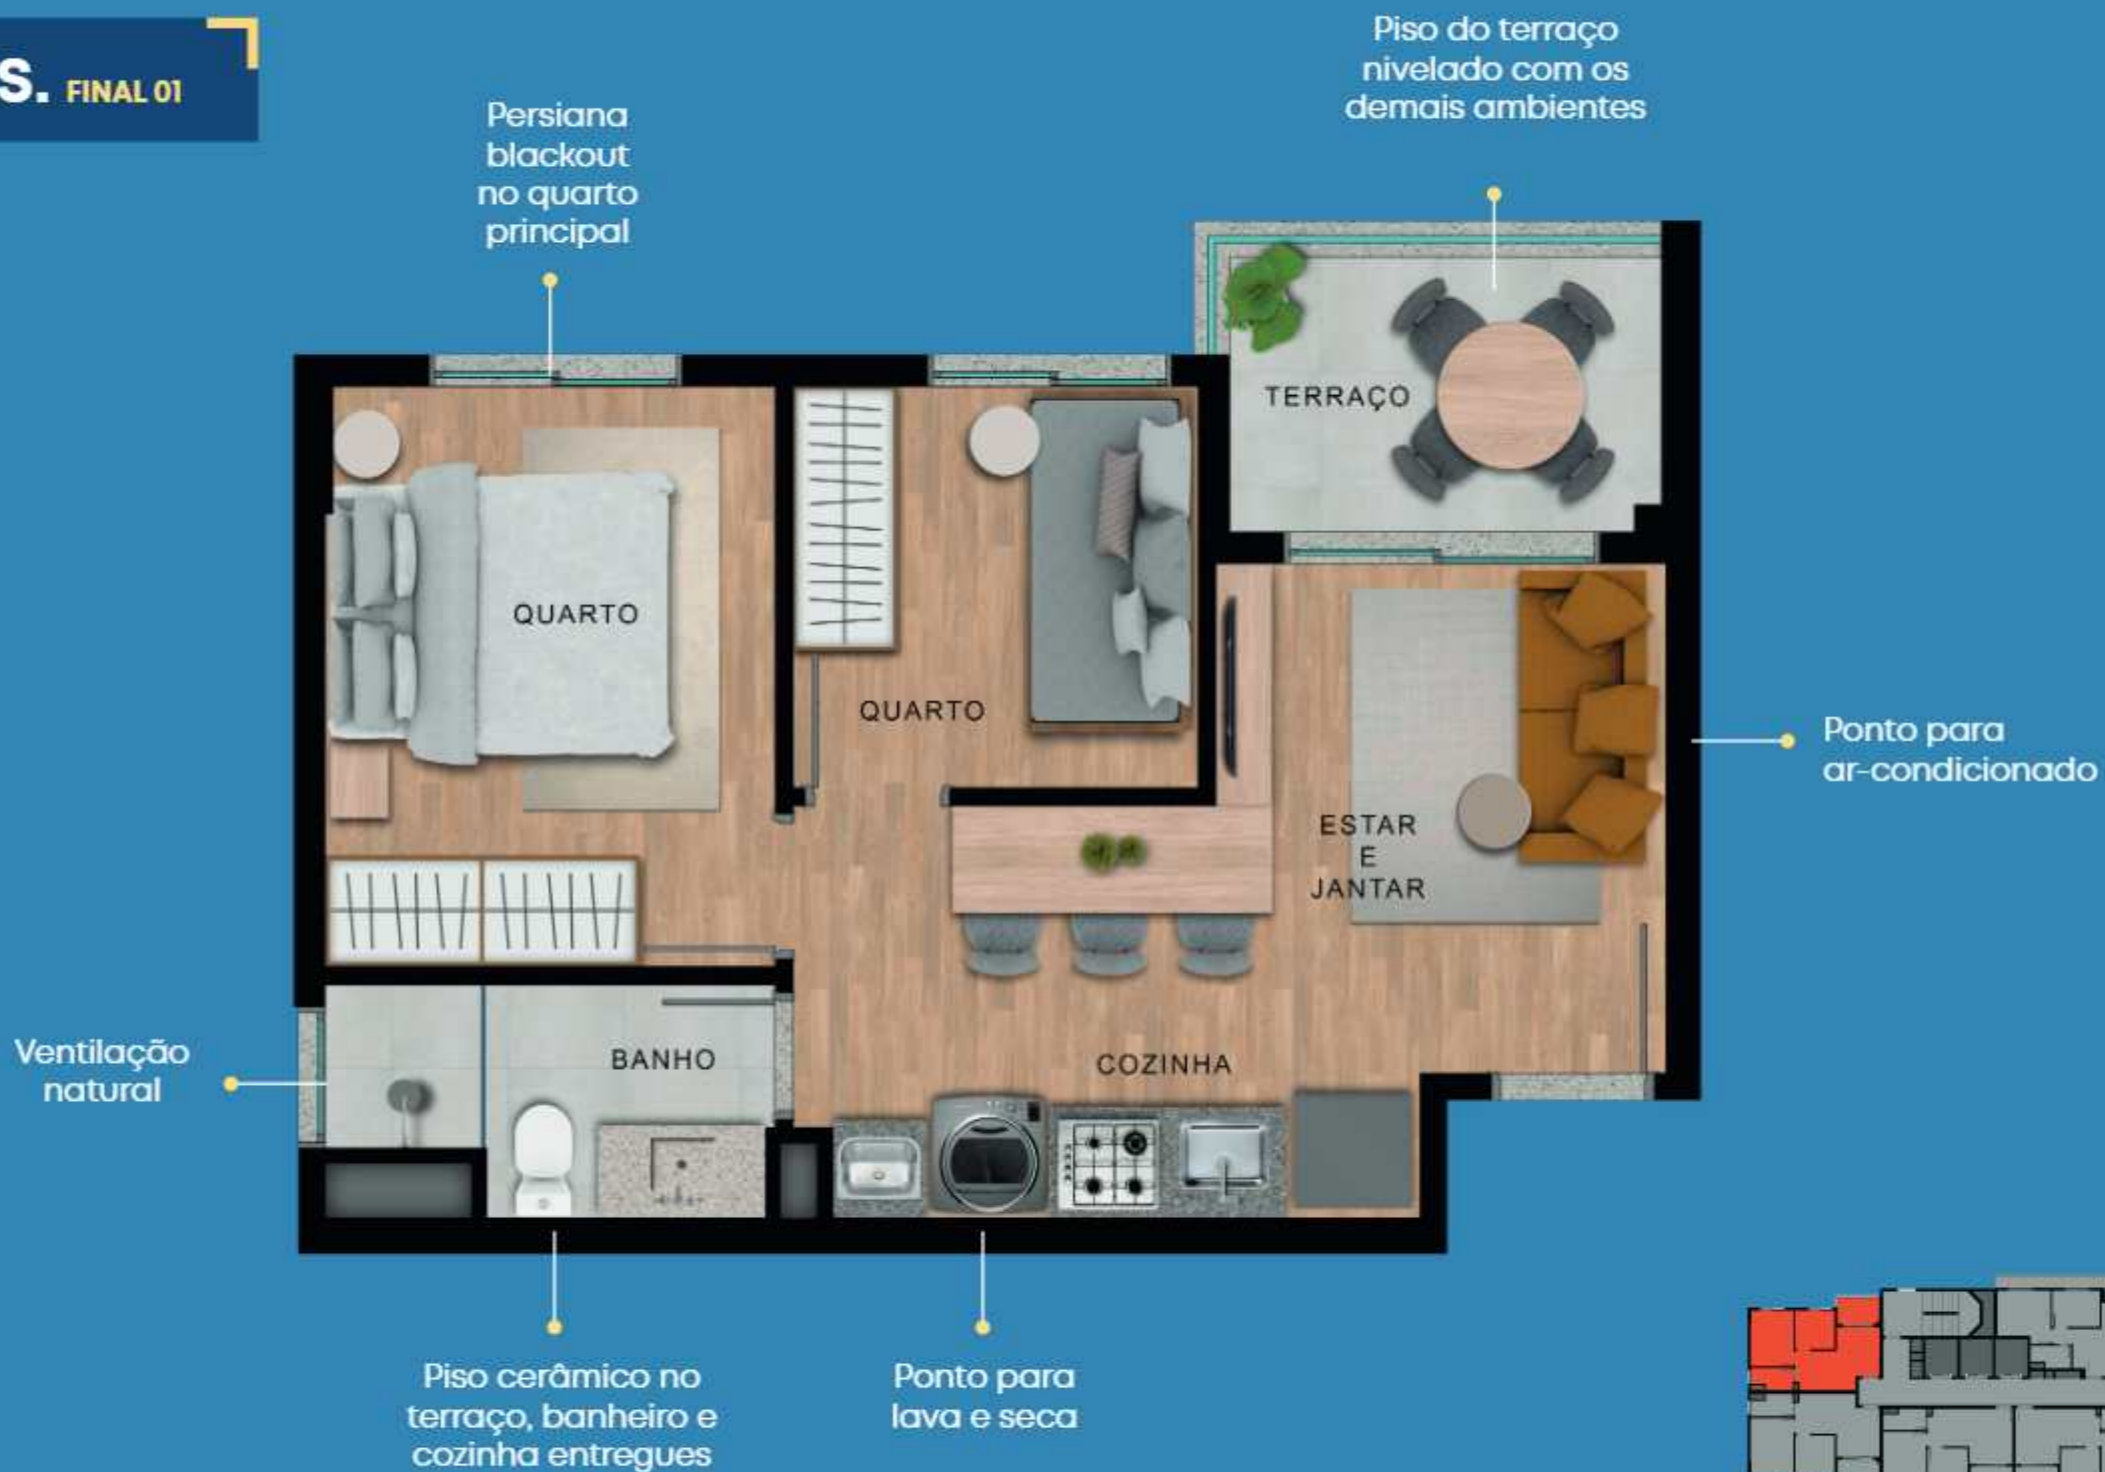 S. FINAL 01
Piso do terraço
nivelado com os
demais ambientes
Persiana
blackout
no quarto
principal
TERRAÇO
QUARTO
QUARTO
Ponto para
ar-condicionado
ESTAR
E
JANTAR
Ventilação
natural
BANHO
COZINHA
Piso cerâmico no
terraço, banheiro e
cozinha entregues
Ponto para
lava e seca